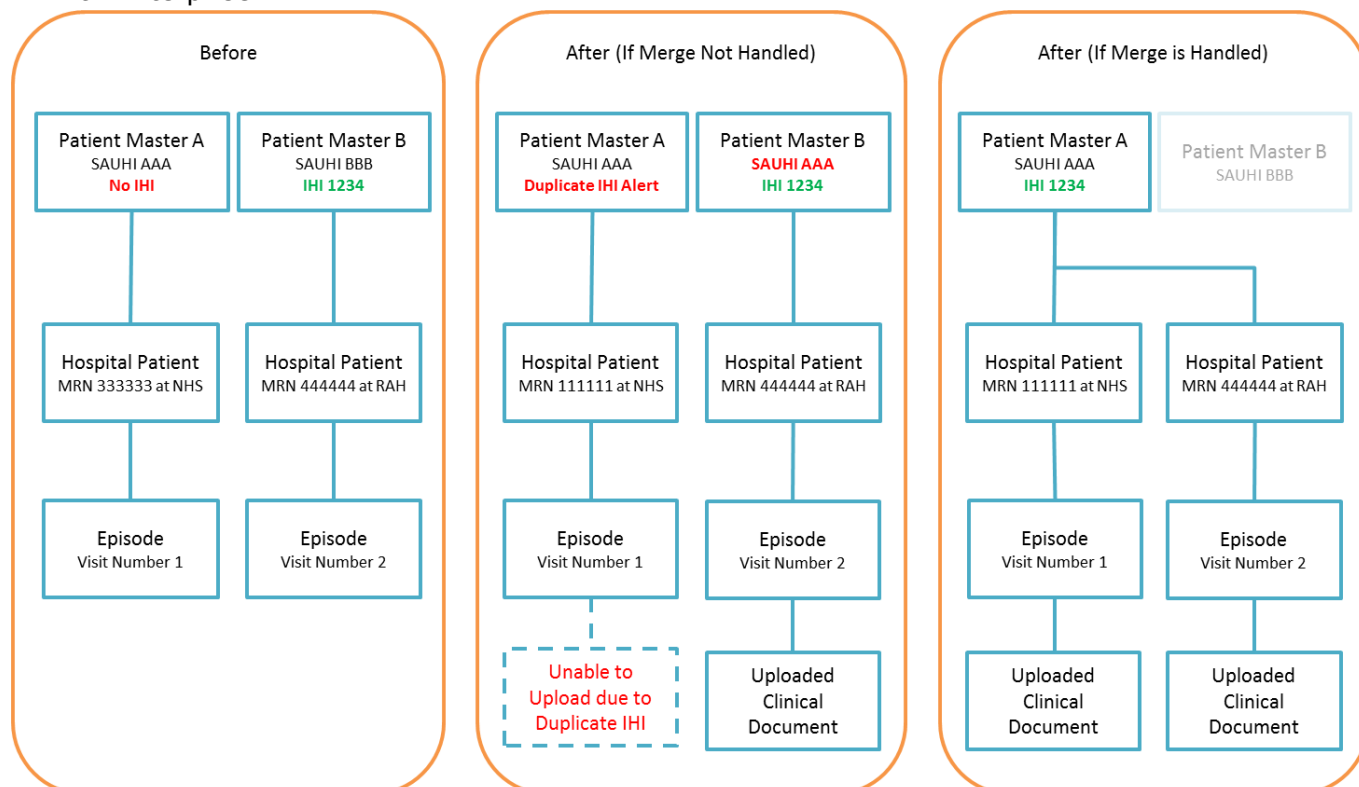 Before
Patient Master A
SAUHI AAA
No IHI
Patient Master B
SAUHI BBB
IHI 1234
Hospital Patient
MRN 333333 at NHS
Hospital Patient
MRN 444444 at RAH
Episode
Visit Number 1
Episode
Visit Number 2
After (If Merge Not Handled)
Patient Master A
SAUHI AAA
Duplicate IHI Alert
Patient Master B
SAUHI AAA
IHI 1234
Hospital Patient
MRN 111111 at NHS
Hospital Patient
MRN 444444 at RAH
Episode
Visit Number 1
Episode
Visit Number 2
Unable to
Upload due to
Duplicate IHI
Uploaded
Clinical
Document
After (If Merge is Handled)
Patient Master A
SAUHI AAA
IHI 1234
Patient Master B
SAUHI BBB
Hospital Patient
MRN 111111 at NHS
Hospital Patient
MRN 444444 at RAH
Episode
Visit Number 1
Episode
Visit Number 2
Uploaded
Clinical
Document
Uploaded
Clinical
Document